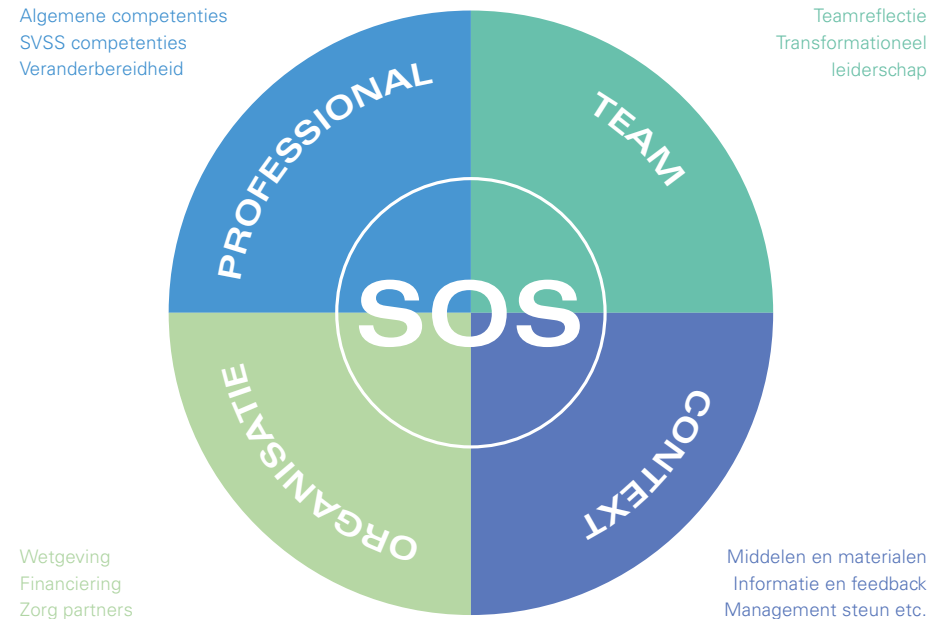 Algemene competenties
SVSS competenties
Veranderbereidheid
Teamreflectie
Transformationeel
leiderschap
PROFESSIONAL
TEAM
SOS
ORGANISATIE
CONTEXT
Wetgeving
Financiering
Zorg partners
Middelen en materialen
Informatie en feedback
Management steun etc.